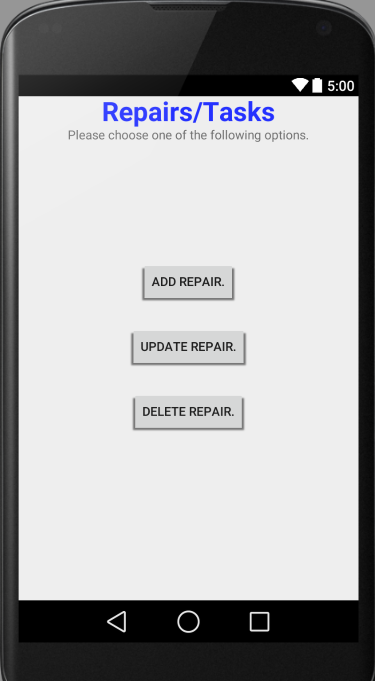 5:00
Repairs/Tasks
Please choose one of the following options.
ADD REPAIR.
UPDATE REPAIR.
DELETE REPAIR.